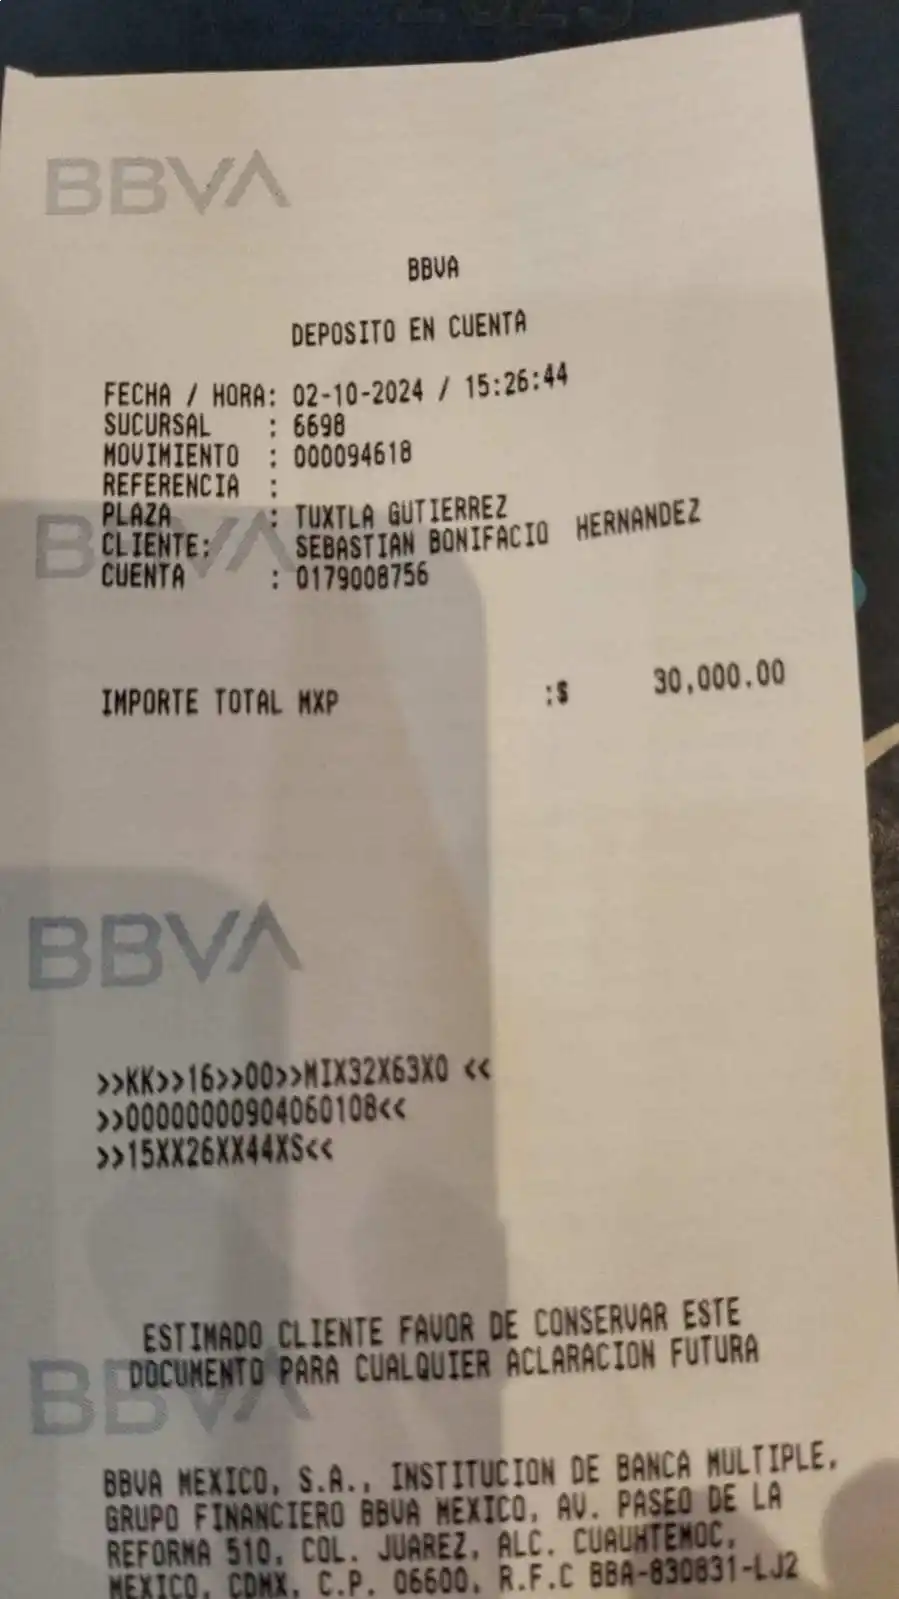 BBVA
BBVA
DEPOSITO EN CUENTA
FECHA / HORA: 02-10-2024 / 15:26:44
SUCURSAL : 6698
MOVIMIENTO : 000094618
REFERENCIA :
PLAZA : TUXTLA GUTIERREZ
CLIENTE: SEBASTIAN BONIFACIO HERNANDEZ
CUENTA : 0179008756
BBVA
IMPORTE TOTAL MXP :$ 30,000.00
BBVA
>>KK>>16>>00>>MIX32X63X0 <<
>>00000000904060108<<
>>15XX26XX44XS<<
ESTIMADO CLIENTE FAVOR DE CONSERVAR ESTE
DOCUMENTO PARA CUALQUIER ACLARACION FUTURA
BBVA
BBVA MEXICO, S.A., INSTITUCION DE BANCA MULTIPLE,
GRUPO FINANCIERO BBVA MEXICO, AV. PASEO DE LA
REFORMA 510, COL. JUAREZ, ALC. CUAUHTEMOC,
MEXICO, CDMX, C.P. 06600, R.F.C BBA-830831-LJ2